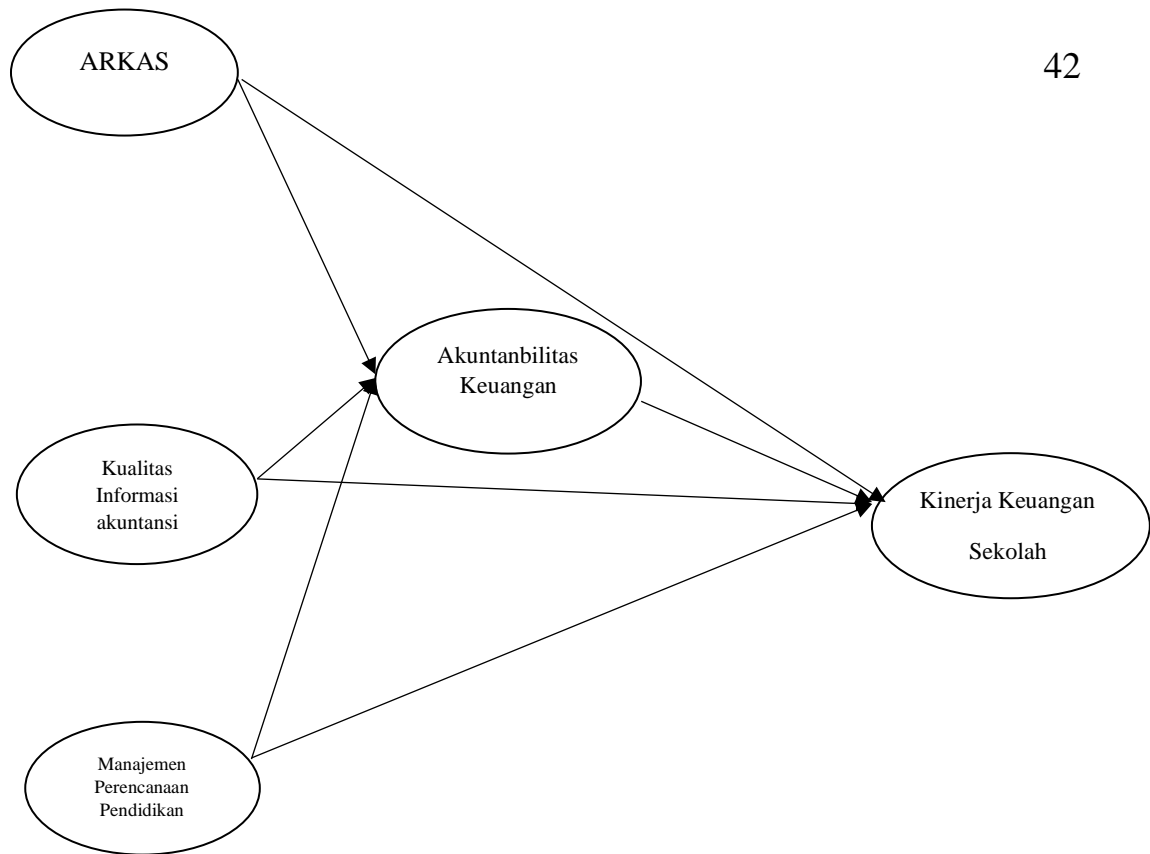 ARKAS
42
Akuntanbilitas
Keuangan
Kualitas
Informasi
akuntansi
Kinerja Keuangan
Sekolah
Manajemen
Perencanaan
Pendidikan